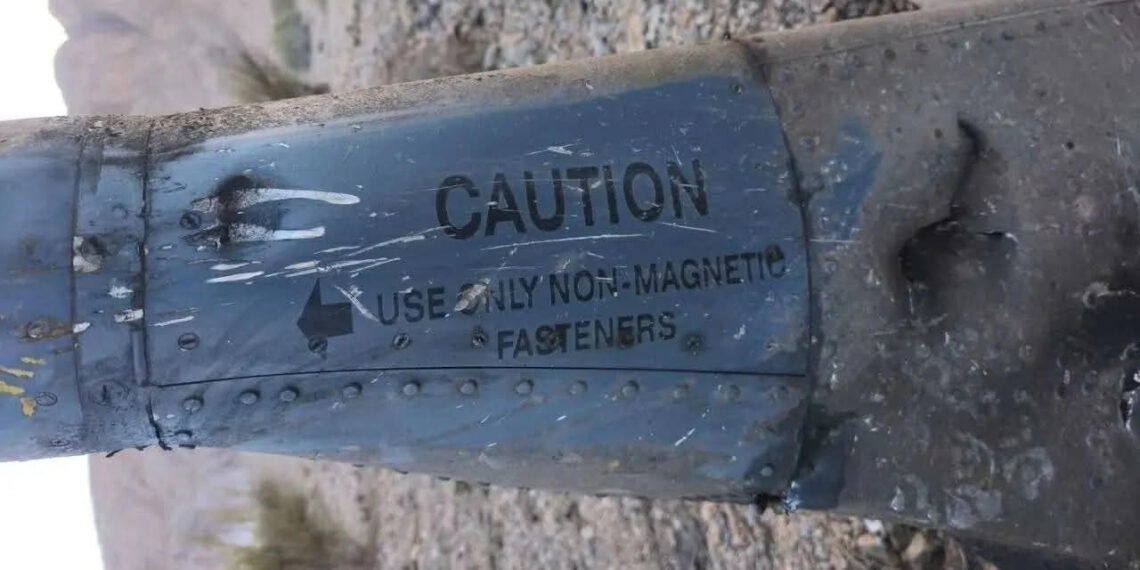 CAUTION
USE ONLY NON-MAGNETIC
FASTENERS